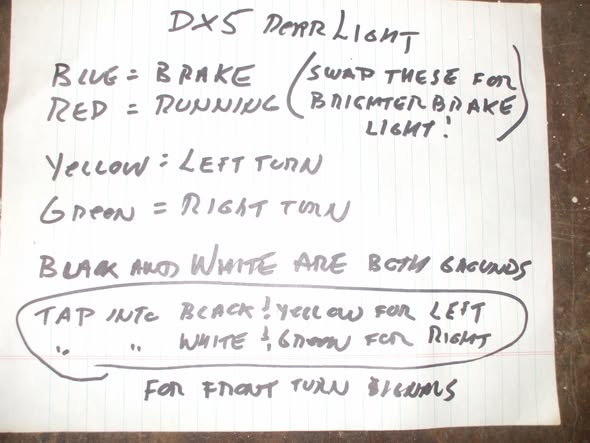 DX5 REAR LIGHT
BLUE = BRAKE (SWAP THESE FOR
RED = RUNNING BRIGHTER BRAKE
LIGHT!)
YELLOW = LEFT TURN
GREEN = RIGHT TURN
BLACK AND WHITE ARE BOTH GROUNDS
TAP INTO BLACK & YELLOW FOR LEFT
" " WHITE & GREEN FOR RIGHT
FOR FRONT TURN SIGNALS